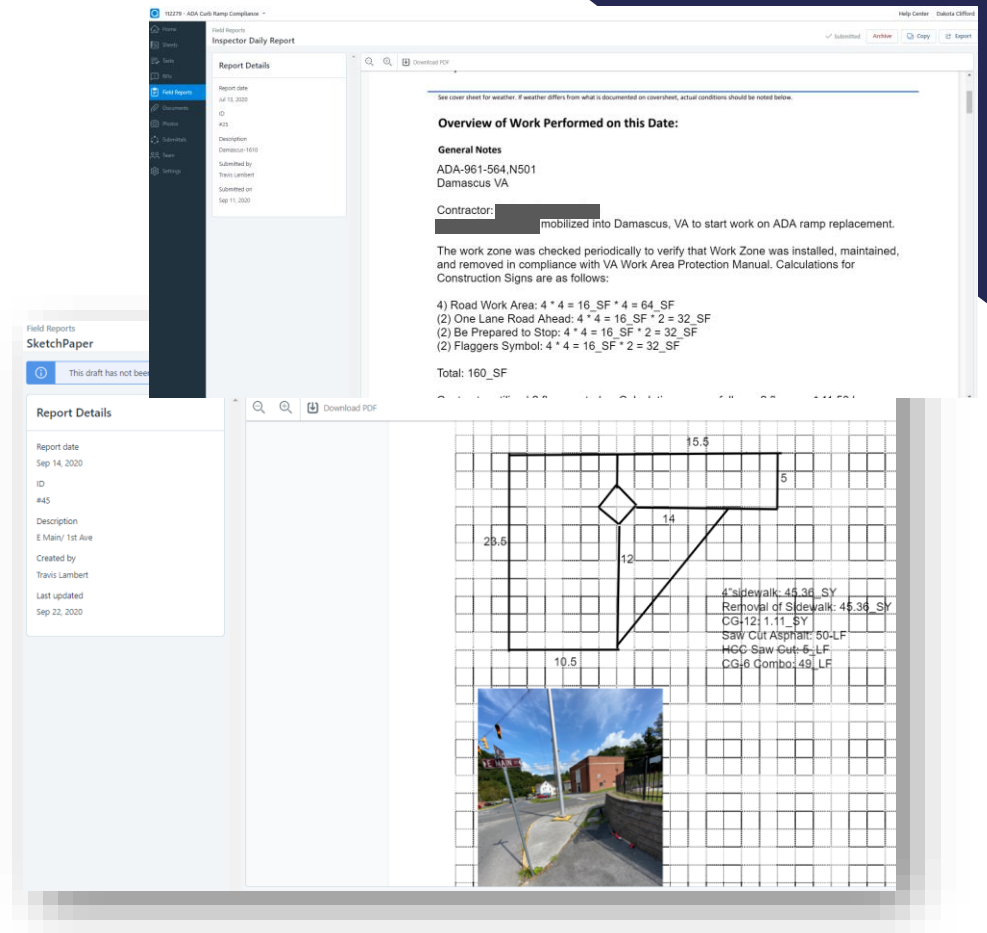 112279 - ADA Curb Ramp Compliance
Help Center Dakota Clifford
Home
Sheets
Tasks
RFIs
Field Reports
Documents
Photos
Submittals
Team
Settings
Field Reports
Inspector Daily Report
Submitted Archive Copy Export
Report Details
Report date
Jul 13, 2020
ID
#25
Description
Damascus-1610
Submitted by
Travis Lambert
Submitted on
Sep 11, 2020
Download PDF
See cover sheet for weather. If weather differs from what is documented on coversheet, actual conditions should be noted below.
Overview of Work Performed on this Date:
General Notes
ADA-961-564,N501
Damascus VA
Contractor:
mobilized into Damascus, VA to start work on ADA ramp replacement.
The work zone was checked periodically to verify that Work Zone was installed, maintained,
and removed in compliance with VA Work Area Protection Manual. Calculations for
Construction Signs are as follows:
4) Road Work Area: 4 * 4 = 16_SF * 4 = 64_SF
(2) One Lane Road Ahead: 4 * 4 = 16_SF * 2 = 32_SF
(2) Be Prepared to Stop: 4 * 4 = 16_SF * 2 = 32_SF
(2) Flaggers Symbol: 4 * 4 = 16_SF * 2 = 32_SF
Total: 160_SF
Field Reports
SketchPaper
This draft has not been
Report Details
Report date
Sep 14, 2020
ID
#45
Description
E Main/ 1st Ave
Created by
Travis Lambert
Last updated
Sep 22, 2020
Download PDF
15.5
5
14
23.5
12
10.5
4"sidewalk: 45.36_SY
Removal of Sidewalk: 45.36_SY
CG-12: 1.11_SY
Saw Cut Asphalt: 50-LF
HCC Saw Cut: 5_LF
CG-6 Combo: 49_LF
E MAIN